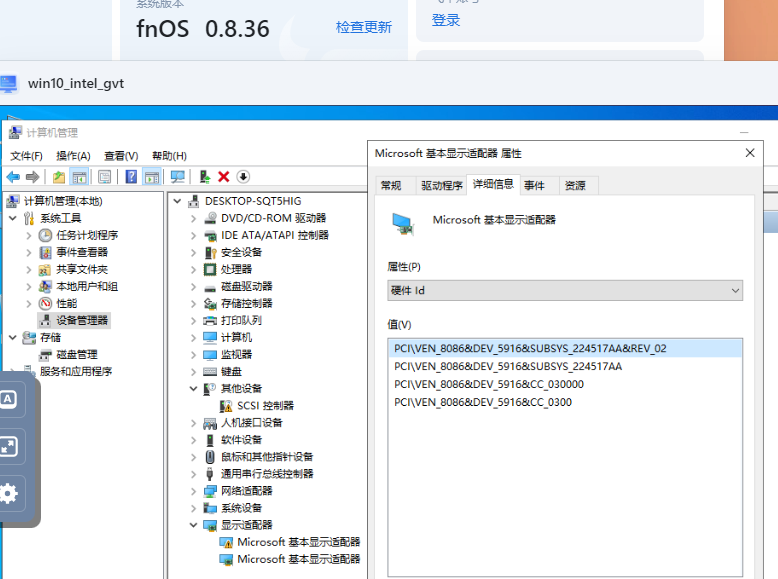 系统版本
fnOS 0.8.36
检查更新
登录
win10_intel_gvt
计算机管理
文件(F) 操作(A) 查看(V) 帮助(H)
计算机管理(本地)
系统工具
任务计划程序
事件查看器
共享文件夹
本地用户和组
性能
设备管理器
存储
磁盘管理
服务和应用程序
DESKTOP-SQT5HIG
DVD/CD-ROM 驱动器
IDE ATA/ATAPI 控制器
安全设备
处理器
磁盘驱动器
存储控制器
打印队列
计算机
监视器
键盘
其他设备
SCSI 控制器
人机接口设备
软件设备
鼠标和其他指针设备
通用串行总线控制器
网络适配器
系统设备
显示适配器
Microsoft 基本显示适配器
Microsoft 基本显示适配器
Microsoft 基本显示适配器 属性
常规 驱动程序 详细信息 事件 资源
Microsoft 基本显示适配器
属性(P)
硬件 Id
值(V)
PCI\VEN_8086&DEV_5916&SUBSYS_224517AA&REV_02
PCI\VEN_8086&DEV_5916&SUBSYS_224517AA
PCI\VEN_8086&DEV_5916&CC_030000
PCI\VEN_8086&DEV_5916&CC_0300
A